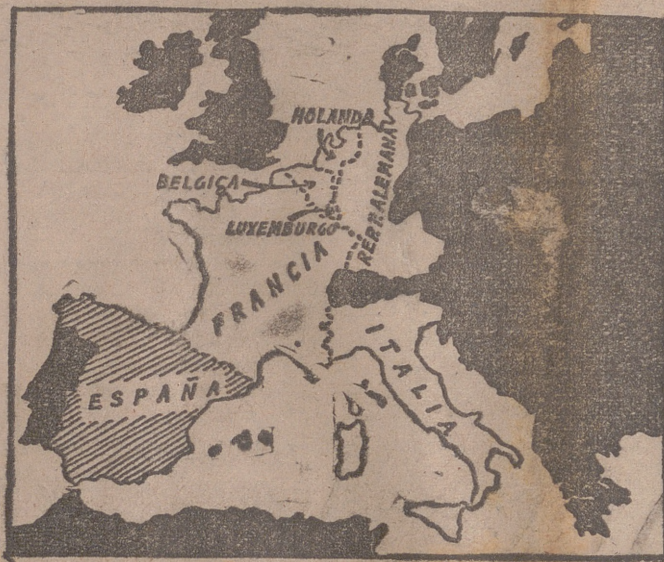 HOLANDA
BELGICA
LUXEMBURGO
REP. ALEMANA
FRANCIA
ITALIA
ESPAÑA